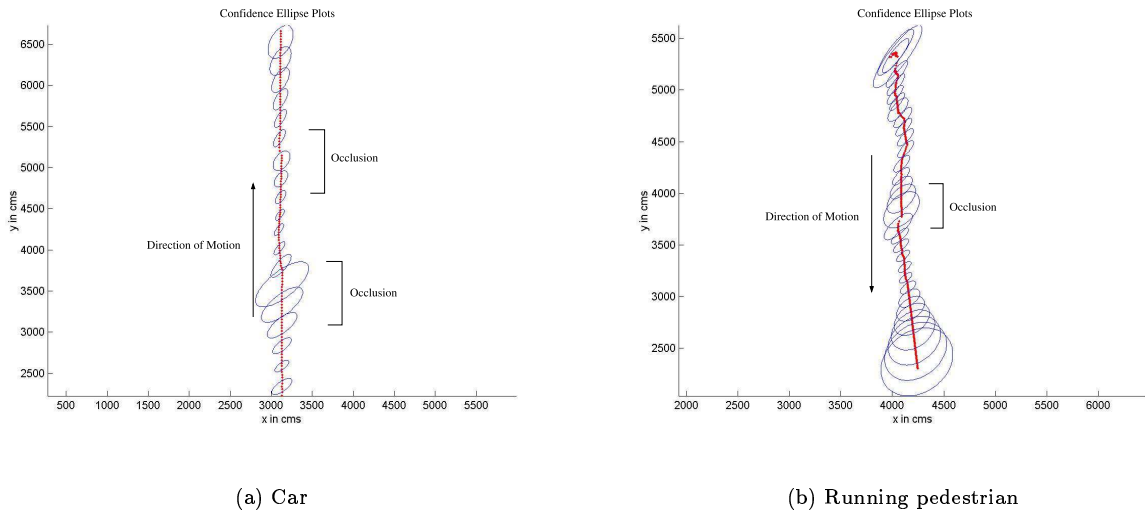 Confidence Ellipse Plots
6500
6000
5500
5000
4500
4000
3500
3000
2500
y in cms
Occlusion
Direction of Motion
Occlusion
500 1000 1500 2000 2500 3000 3500 4000 4500 5000 5500
x in cms
(a) Car
Confidence Ellipse Plots
5500
5000
4500
4000
3500
3000
2500
y in cms
Direction of Motion
Occlusion
2000 2500 3000 3500 4000 4500 5000 5500 6000
x in cms
(b) Running pedestrian